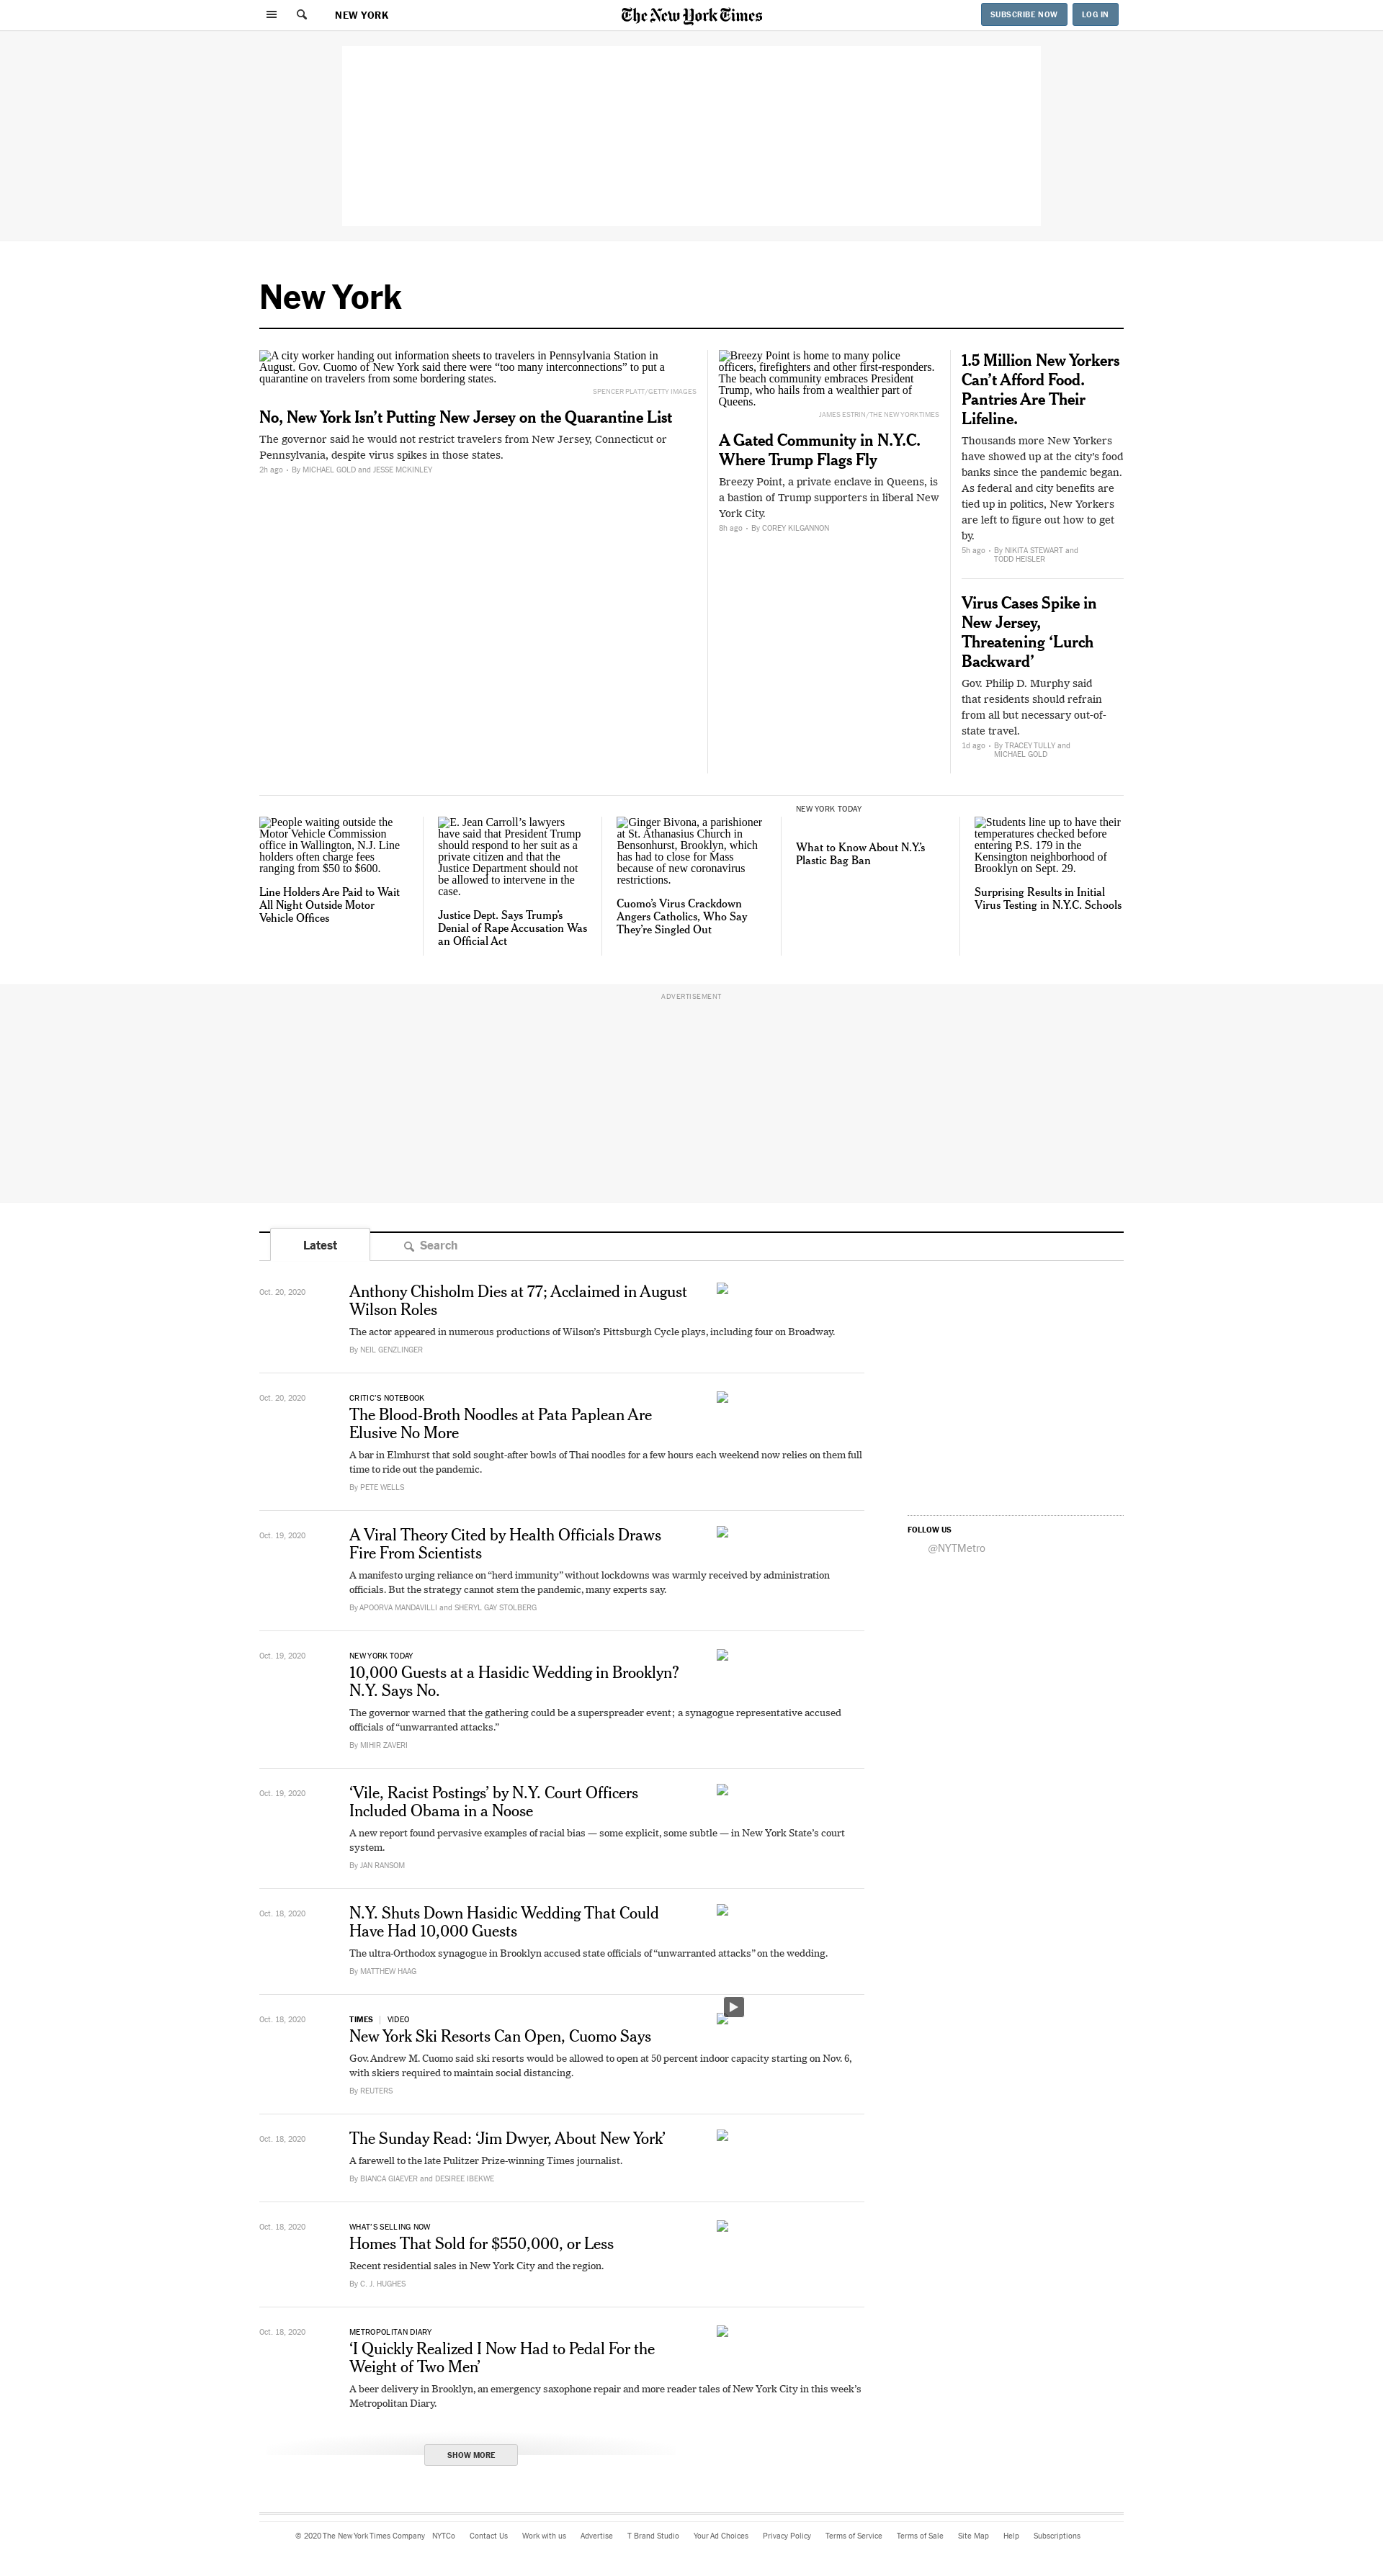 NEW YORK
The New York Times
SUBSCRIBE NOW
LOG IN
New York
A city worker handing out information sheets to travelers in Pennsylvania Station in
August. Gov. Cuomo of New York said there were “too many interconnections” to put a
quarantine on travelers from some bordering states.
SPENCER PLATT/GETTY IMAGES
No, New York Isn’t Putting New Jersey on the Quarantine List
The governor said he would not restrict travelers from New Jersey, Connecticut or
Pennsylvania, despite virus spikes in those states.
2h ago • By MICHAEL GOLD and JESSE MCKINLEY
Breezy Point is home to many police
officers, firefighters and other first-responders.
The beach community embraces President
Trump, who hails from a wealthier part of
Queens.
JAMES ESTRIN/THE NEW YORK TIMES
A Gated Community in N.Y.C.
Where Trump Flags Fly
Breezy Point, a private enclave in Queens, is
a bastion of Trump supporters in liberal New
York City.
8h ago • By COREY KILGANNON
1.5 Million New Yorkers
Can’t Afford Food.
Pantries Are Their
Lifeline.
Thousands more New Yorkers
have showed up at the city’s food
banks since the pandemic began.
As federal and city benefits are
tied up in politics, New Yorkers
are left to figure out how to get
by.
5h ago • By NIKITA STEWART and
TODD HEISLER
Virus Cases Spike in
New Jersey,
Threatening ‘Lurch
Backward’
Gov. Philip D. Murphy said
that residents should refrain
from all but necessary out-of-
state travel.
1d ago • By TRACEY TULLY and
MICHAEL GOLD
People waiting outside the
Motor Vehicle Commission
office in Wallington, N.J. Line
holders often charge fees
ranging from $50 to $600.
Line Holders Are Paid to Wait
All Night Outside Motor
Vehicle Offices
E. Jean Carroll’s lawyers
have said that President Trump
should respond to her suit as a
private citizen and that the
Justice Department should not
be allowed to intervene in the
case.
Justice Dept. Says Trump’s
Denial of Rape Accusation Was
an Official Act
Ginger Bivona, a parishioner
at St. Athanasius Church in
Bensonhurst, Brooklyn, which
has had to close for Mass
because of new coronavirus
restrictions.
Cuomo’s Virus Crackdown
Angers Catholics, Who Say
They’re Singled Out
NEW YORK TODAY
What to Know About N.Y.’s
Plastic Bag Ban
Students line up to have their
temperatures checked before
entering P.S. 179 in the
Kensington neighborhood of
Brooklyn on Sept. 29.
Surprising Results in Initial
Virus Testing in N.Y.C. Schools
ADVERTISEMENT
Latest
Search
Oct. 20, 2020
Anthony Chisholm Dies at 77; Acclaimed in August
Wilson Roles
The actor appeared in numerous productions of Wilson’s Pittsburgh Cycle plays, including four on Broadway.
By NEIL GENZLINGER
Oct. 20, 2020
CRITIC’S NOTEBOOK
The Blood-Broth Noodles at Pata Paplean Are
Elusive No More
A bar in Elmhurst that sold sought-after bowls of Thai noodles for a few hours each weekend now relies on them full
time to ride out the pandemic.
By PETE WELLS
Oct. 19, 2020
A Viral Theory Cited by Health Officials Draws
Fire From Scientists
A manifesto urging reliance on “herd immunity” without lockdowns was warmly received by administration
officials. But the strategy cannot stem the pandemic, many experts say.
By APOORVA MANDAVILLI and SHERYL GAY STOLBERG
FOLLOW US
@NYTMetro
Oct. 19, 2020
NEW YORK TODAY
10,000 Guests at a Hasidic Wedding in Brooklyn?
N.Y. Says No.
The governor warned that the gathering could be a superspreader event; a synagogue representative accused
officials of “unwarranted attacks.”
By MIHIR ZAVERI
Oct. 19, 2020
‘Vile, Racist Postings’ by N.Y. Court Officers
Included Obama in a Noose
A new report found pervasive examples of racial bias — some explicit, some subtle — in New York State’s court
system.
By JAN RANSOM
Oct. 18, 2020
N.Y. Shuts Down Hasidic Wedding That Could
Have Had 10,000 Guests
The ultra-Orthodox synagogue in Brooklyn accused state officials of “unwarranted attacks” on the wedding.
By MATTHEW HAAG
Oct. 18, 2020
TIMES | VIDEO
New York Ski Resorts Can Open, Cuomo Says
Gov. Andrew M. Cuomo said ski resorts would be allowed to open at 50 percent indoor capacity starting on Nov. 6,
with skiers required to maintain social distancing.
By REUTERS
Oct. 18, 2020
The Sunday Read: ‘Jim Dwyer, About New York’
A farewell to the late Pulitzer Prize-winning Times journalist.
By BIANCA GIAEVER and DESIREE IBEKWE
Oct. 18, 2020
WHAT’S SELLING NOW
Homes That Sold for $550,000, or Less
Recent residential sales in New York City and the region.
By C. J. HUGHES
Oct. 18, 2020
METROPOLITAN DIARY
‘I Quickly Realized I Now Had to Pedal For the
Weight of Two Men’
A beer delivery in Brooklyn, an emergency saxophone repair and more reader tales of New York City in this week’s
Metropolitan Diary.
SHOW MORE
© 2020 The New York Times Company NYTCo Contact Us Work with us Advertise T Brand Studio Your Ad Choices Privacy Policy Terms of Service Terms of Sale Site Map Help Subscriptions